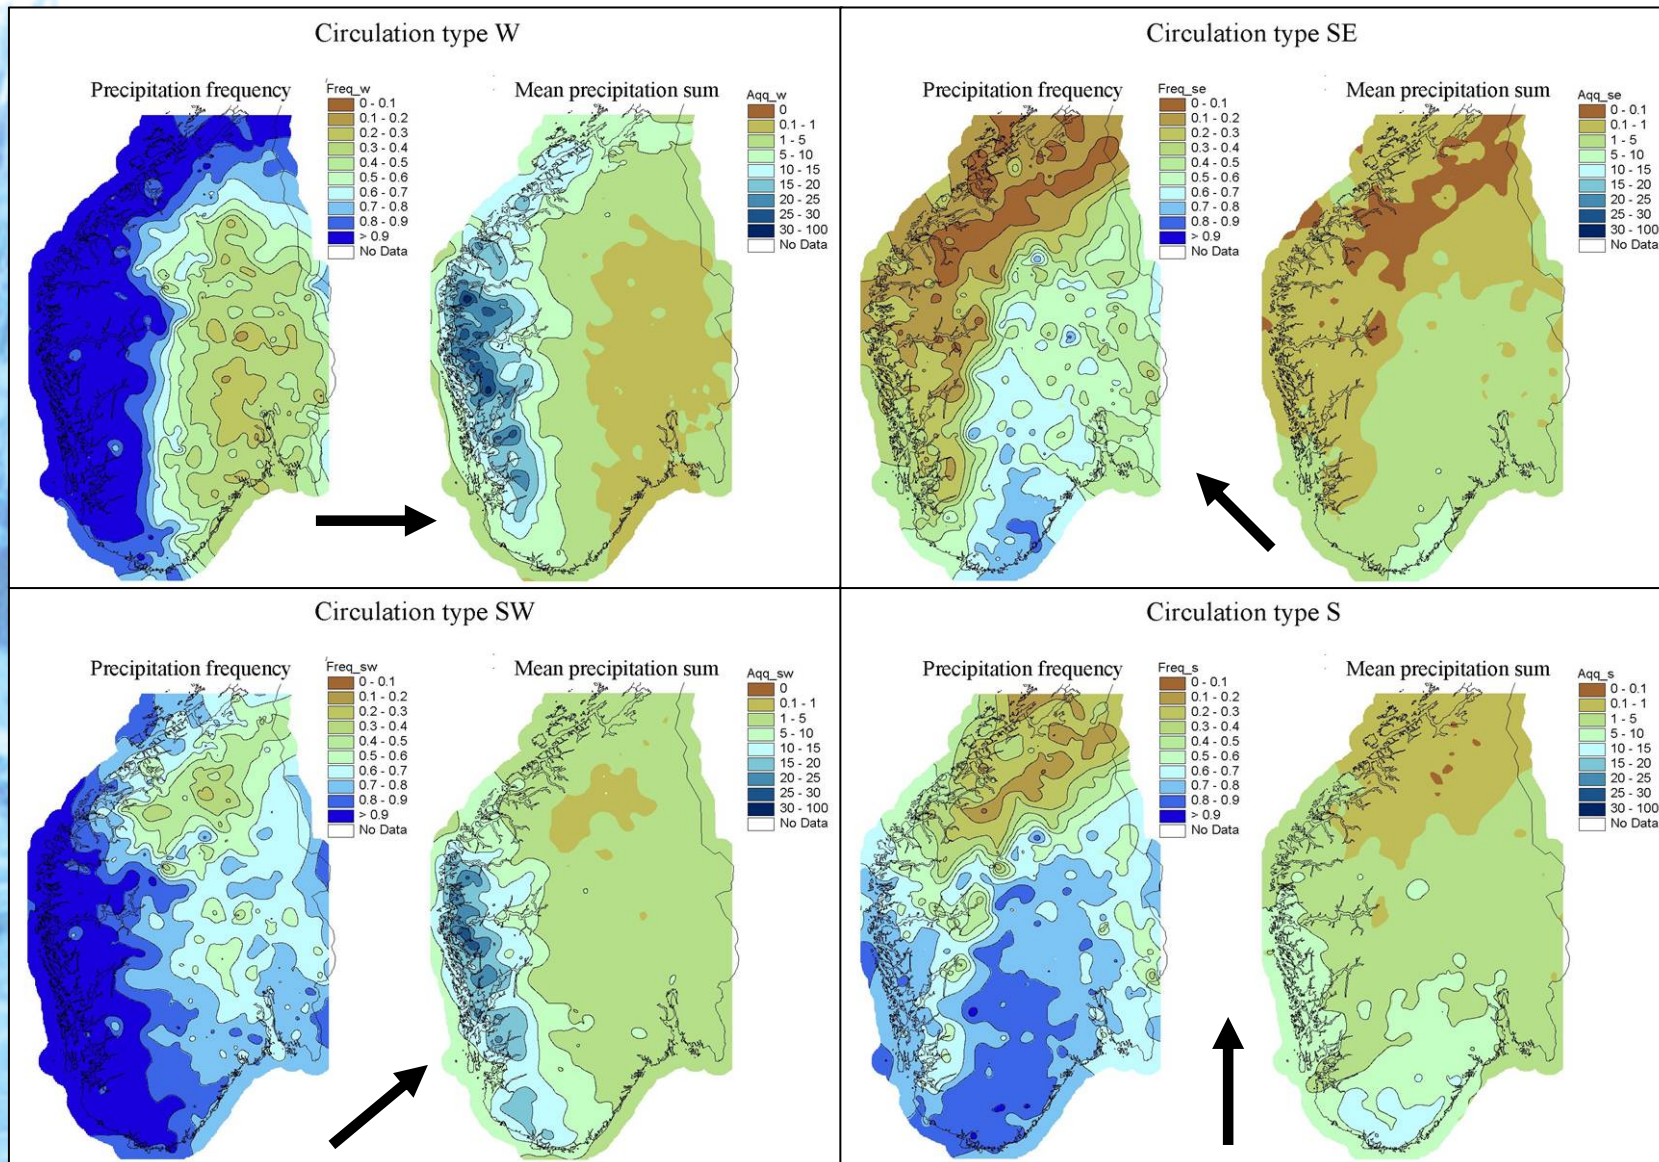 Circulation type W
Precipitation frequency
Freq_w
0 - 0.1
0.1 - 0.2
0.2 - 0.3
0.3 - 0.4
0.4 - 0.5
0.5 - 0.6
0.6 - 0.7
0.7 - 0.8
0.8 - 0.9
> 0.9
No Data
Mean precipitation sum
Aqq_w
0
0.1 - 1
1 - 5
5 - 10
10 - 15
15 - 20
20 - 25
25 - 30
30 - 100
No Data
Circulation type SE
Precipitation frequency
Freq_se
0 - 0.1
0.1 - 0.2
0.2 - 0.3
0.3 - 0.4
0.4 - 0.5
0.5 - 0.6
0.6 - 0.7
0.7 - 0.8
0.8 - 0.9
> 0.9
No Data
Mean precipitation sum
Aqq_se
0 - 0.1
0.1 - 1
1 - 5
5 - 10
10 - 15
15 - 20
20 - 25
25 - 30
30 - 100
No Data
Circulation type SW
Precipitation frequency
Freq_sw
0 - 0.1
0.1 - 0.2
0.2 - 0.3
0.3 - 0.4
0.4 - 0.5
0.5 - 0.6
0.6 - 0.7
0.7 - 0.8
0.8 - 0.9
> 0.9
No Data
Mean precipitation sum
Aqq_sw
0
0.1 - 1
1 - 5
5 - 10
10 - 15
15 - 20
20 - 25
25 - 30
30 - 100
No Data
Circulation type S
Precipitation frequency
Freq_s
0 - 0.1
0.1 - 0.2
0.2 - 0.3
0.3 - 0.4
0.4 - 0.5
0.5 - 0.6
0.6 - 0.7
0.7 - 0.8
0.8 - 0.9
> 0.9
No Data
Mean precipitation sum
Aqq_s
0 - 0.1
0.1 - 1
1 - 5
5 - 10
10 - 15
15 - 20
20 - 25
25 - 30
30 - 100
No Data